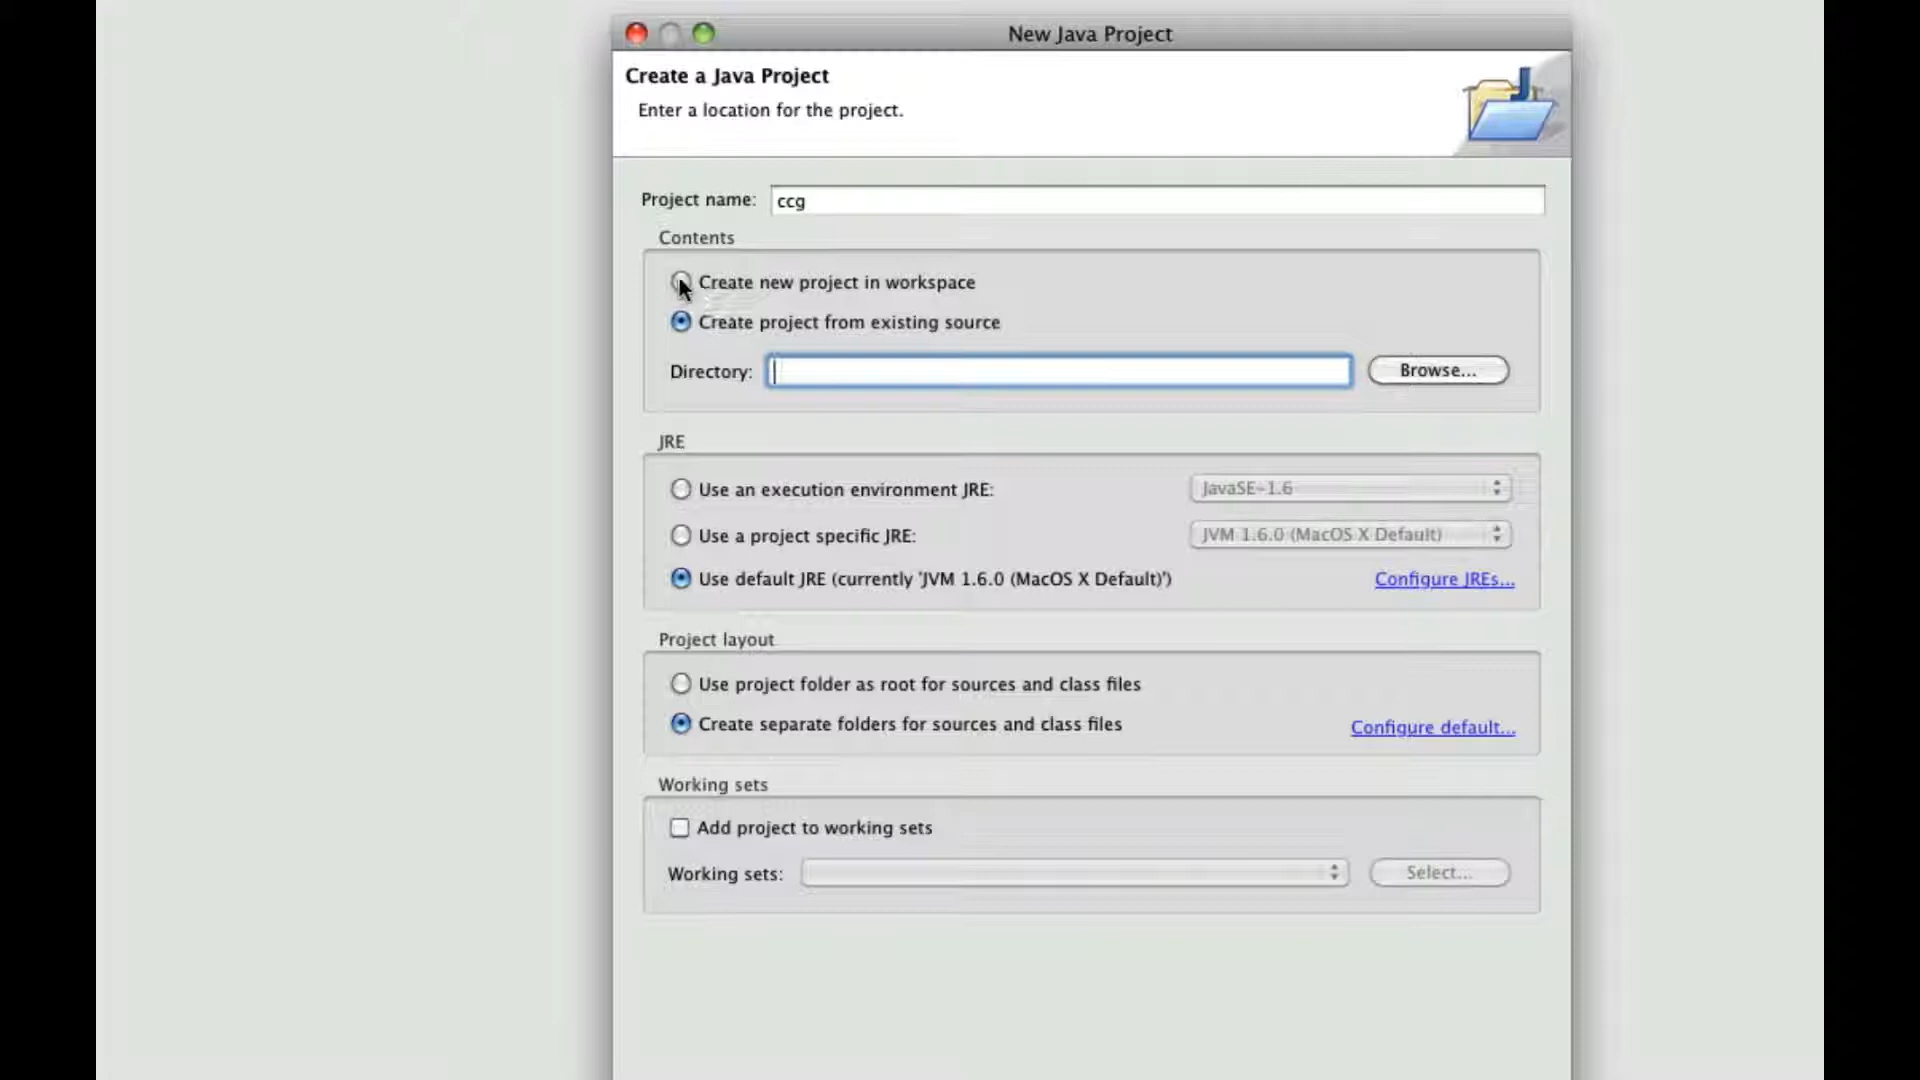 New Java Project
Create a Java Project
Enter a location for the project.
Project name: ccg
Contents
Create new project in workspace
Create project from existing source
Directory: Browse...
JRE
Use an execution environment JRE: JavaSE-1.6
Use a project specific JRE: JVM 1.6.0 (MacOS X Default)
Use default JRE (currently 'JVM 1.6.0 (MacOS X Default)') Configure JREs...
Project layout
Use project folder as root for sources and class files
Create separate folders for sources and class files Configure default...
Working sets
Add project to working sets
Working sets: Select...